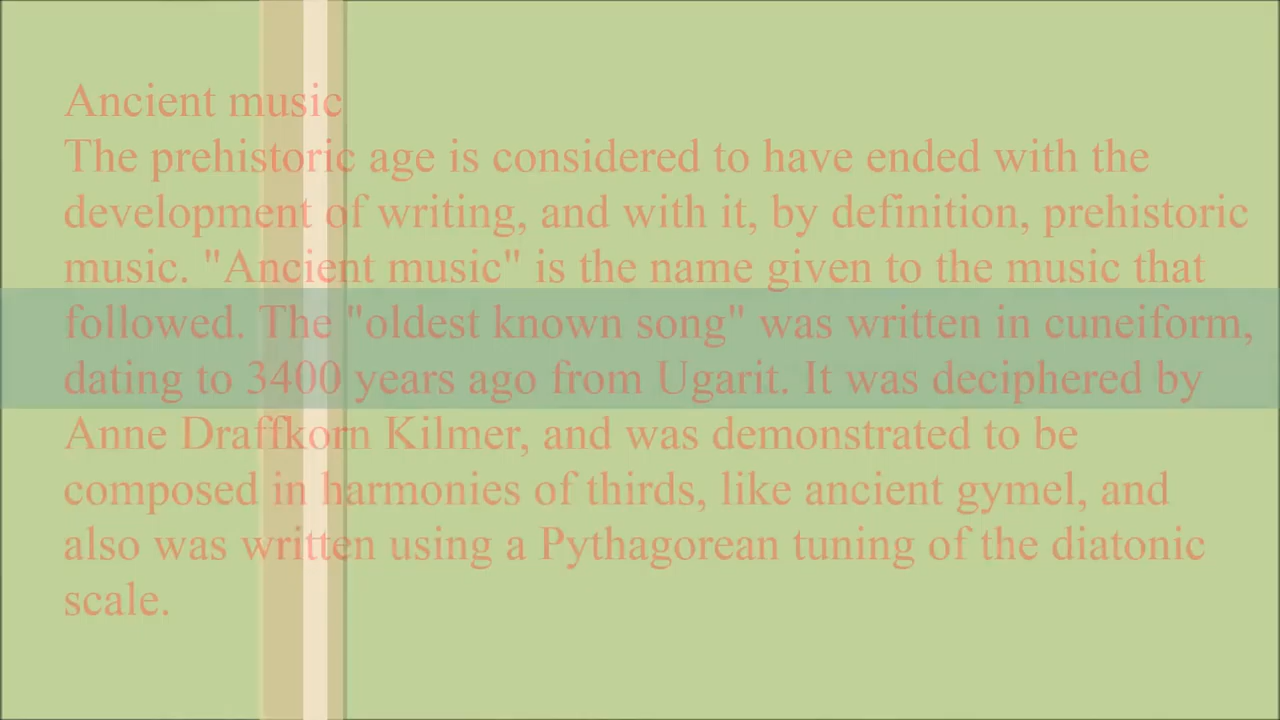 Ancient music
The prehistoric age is considered to have ended with the
development of writing, and with it, by definition, prehistoric
music. "Ancient music" is the name given to the music that
followed. The "oldest known song" was written in cuneiform,
dating to 3400 years ago from Ugarit. It was deciphered by
Anne Draffkorn Kilmer, and was demonstrated to be
composed in harmonies of thirds, like ancient gymel, and
also was written using a Pythagorean tuning of the diatonic
scale.